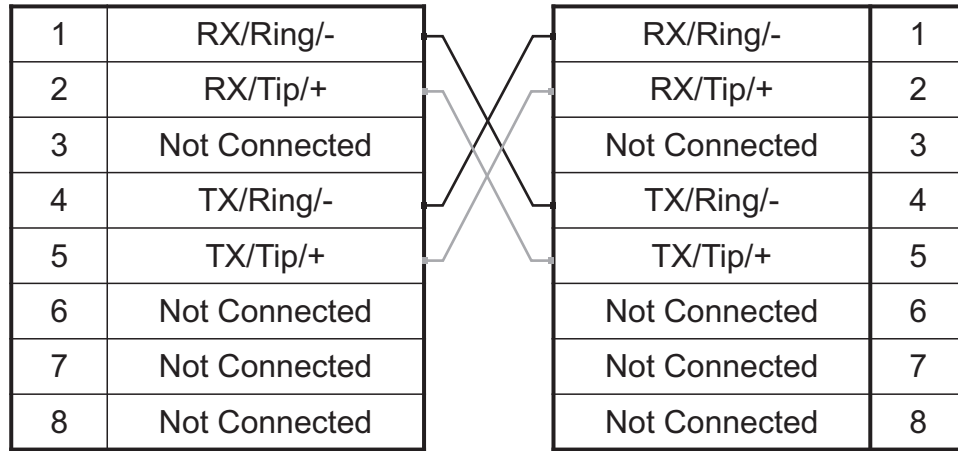 1 RX/Ring/- RX/Ring/- 1
2 RX/Tip/+ RX/Tip/+ 2
3 Not Connected Not Connected 3
4 TX/Ring/- TX/Ring/- 4
5 TX/Tip/+ TX/Tip/+ 5
6 Not Connected Not Connected 6
7 Not Connected Not Connected 7
8 Not Connected Not Connected 8